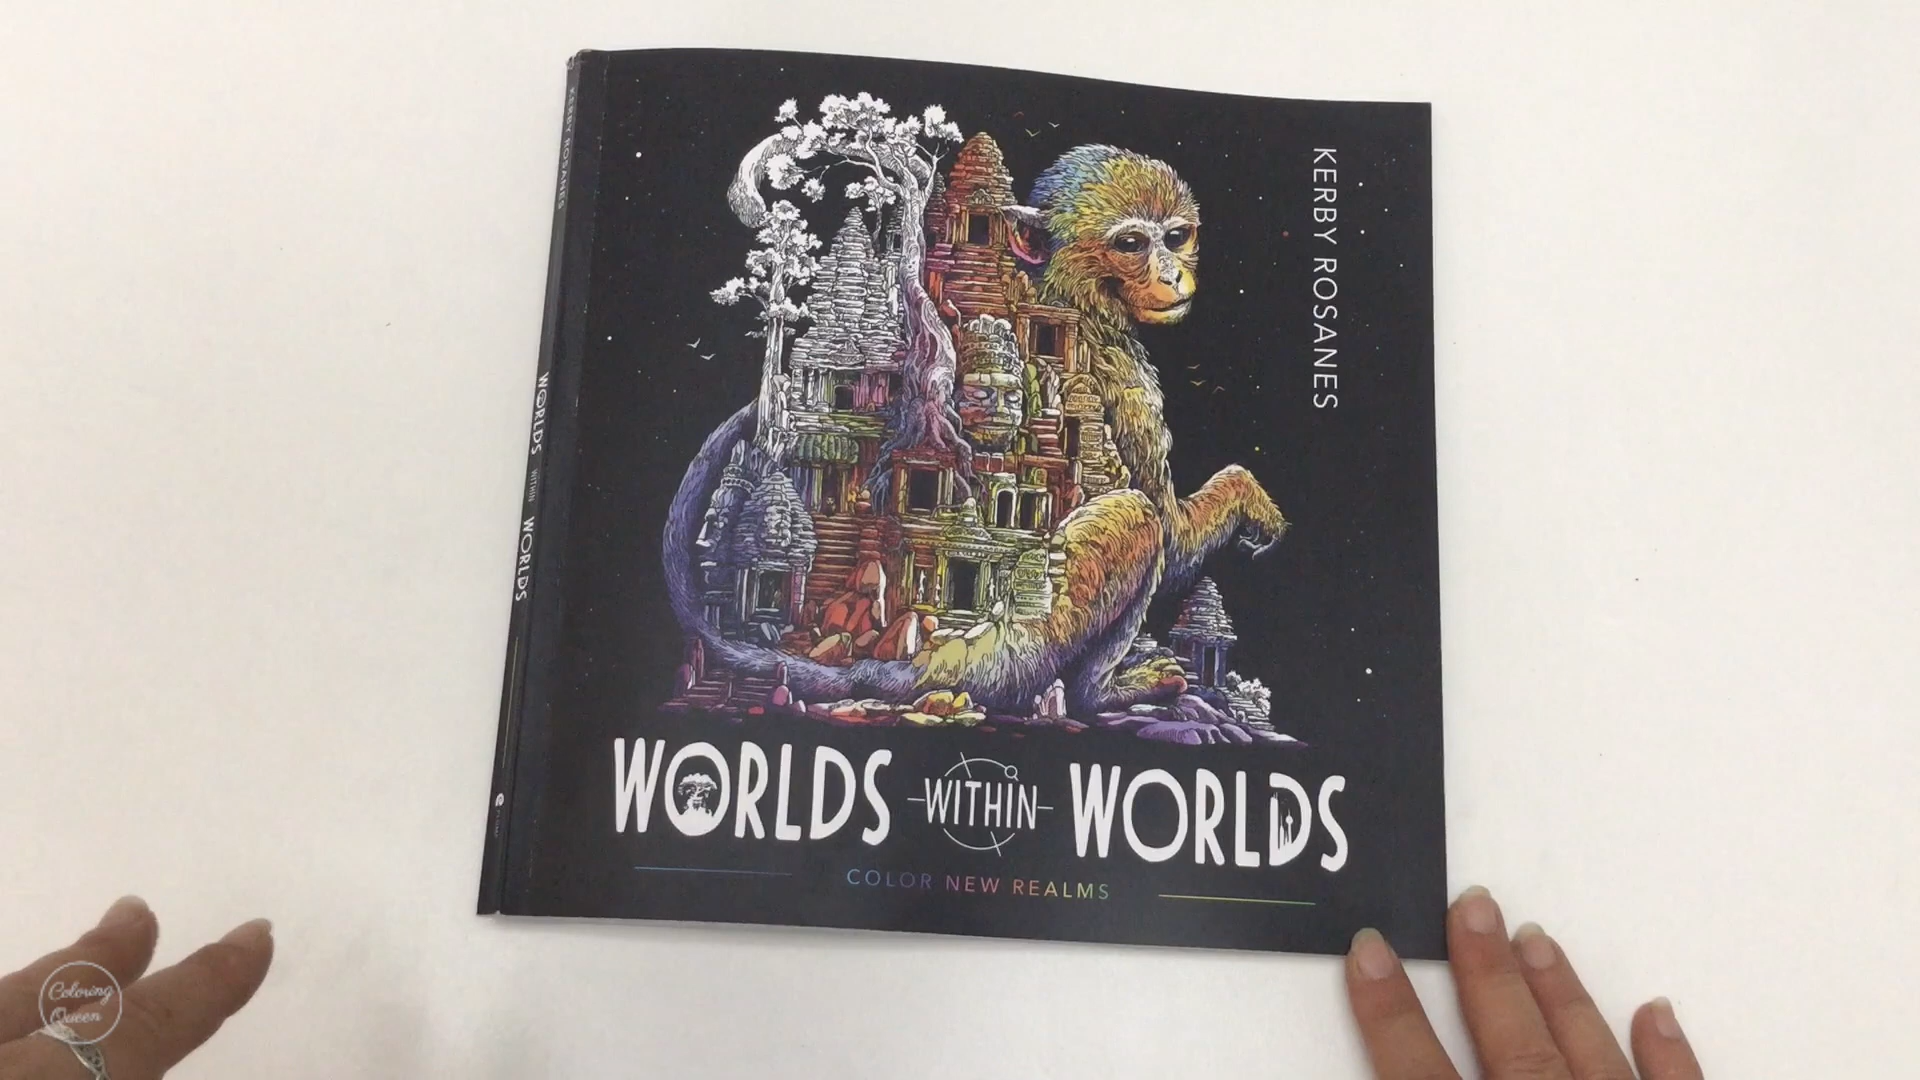 KERBY ROSANES
WORLDS WITHIN WORLDS
KERBY ROSANES
WORLDS WITHIN WORLDS
COLOR NEW REALMS
Coloring
Queen